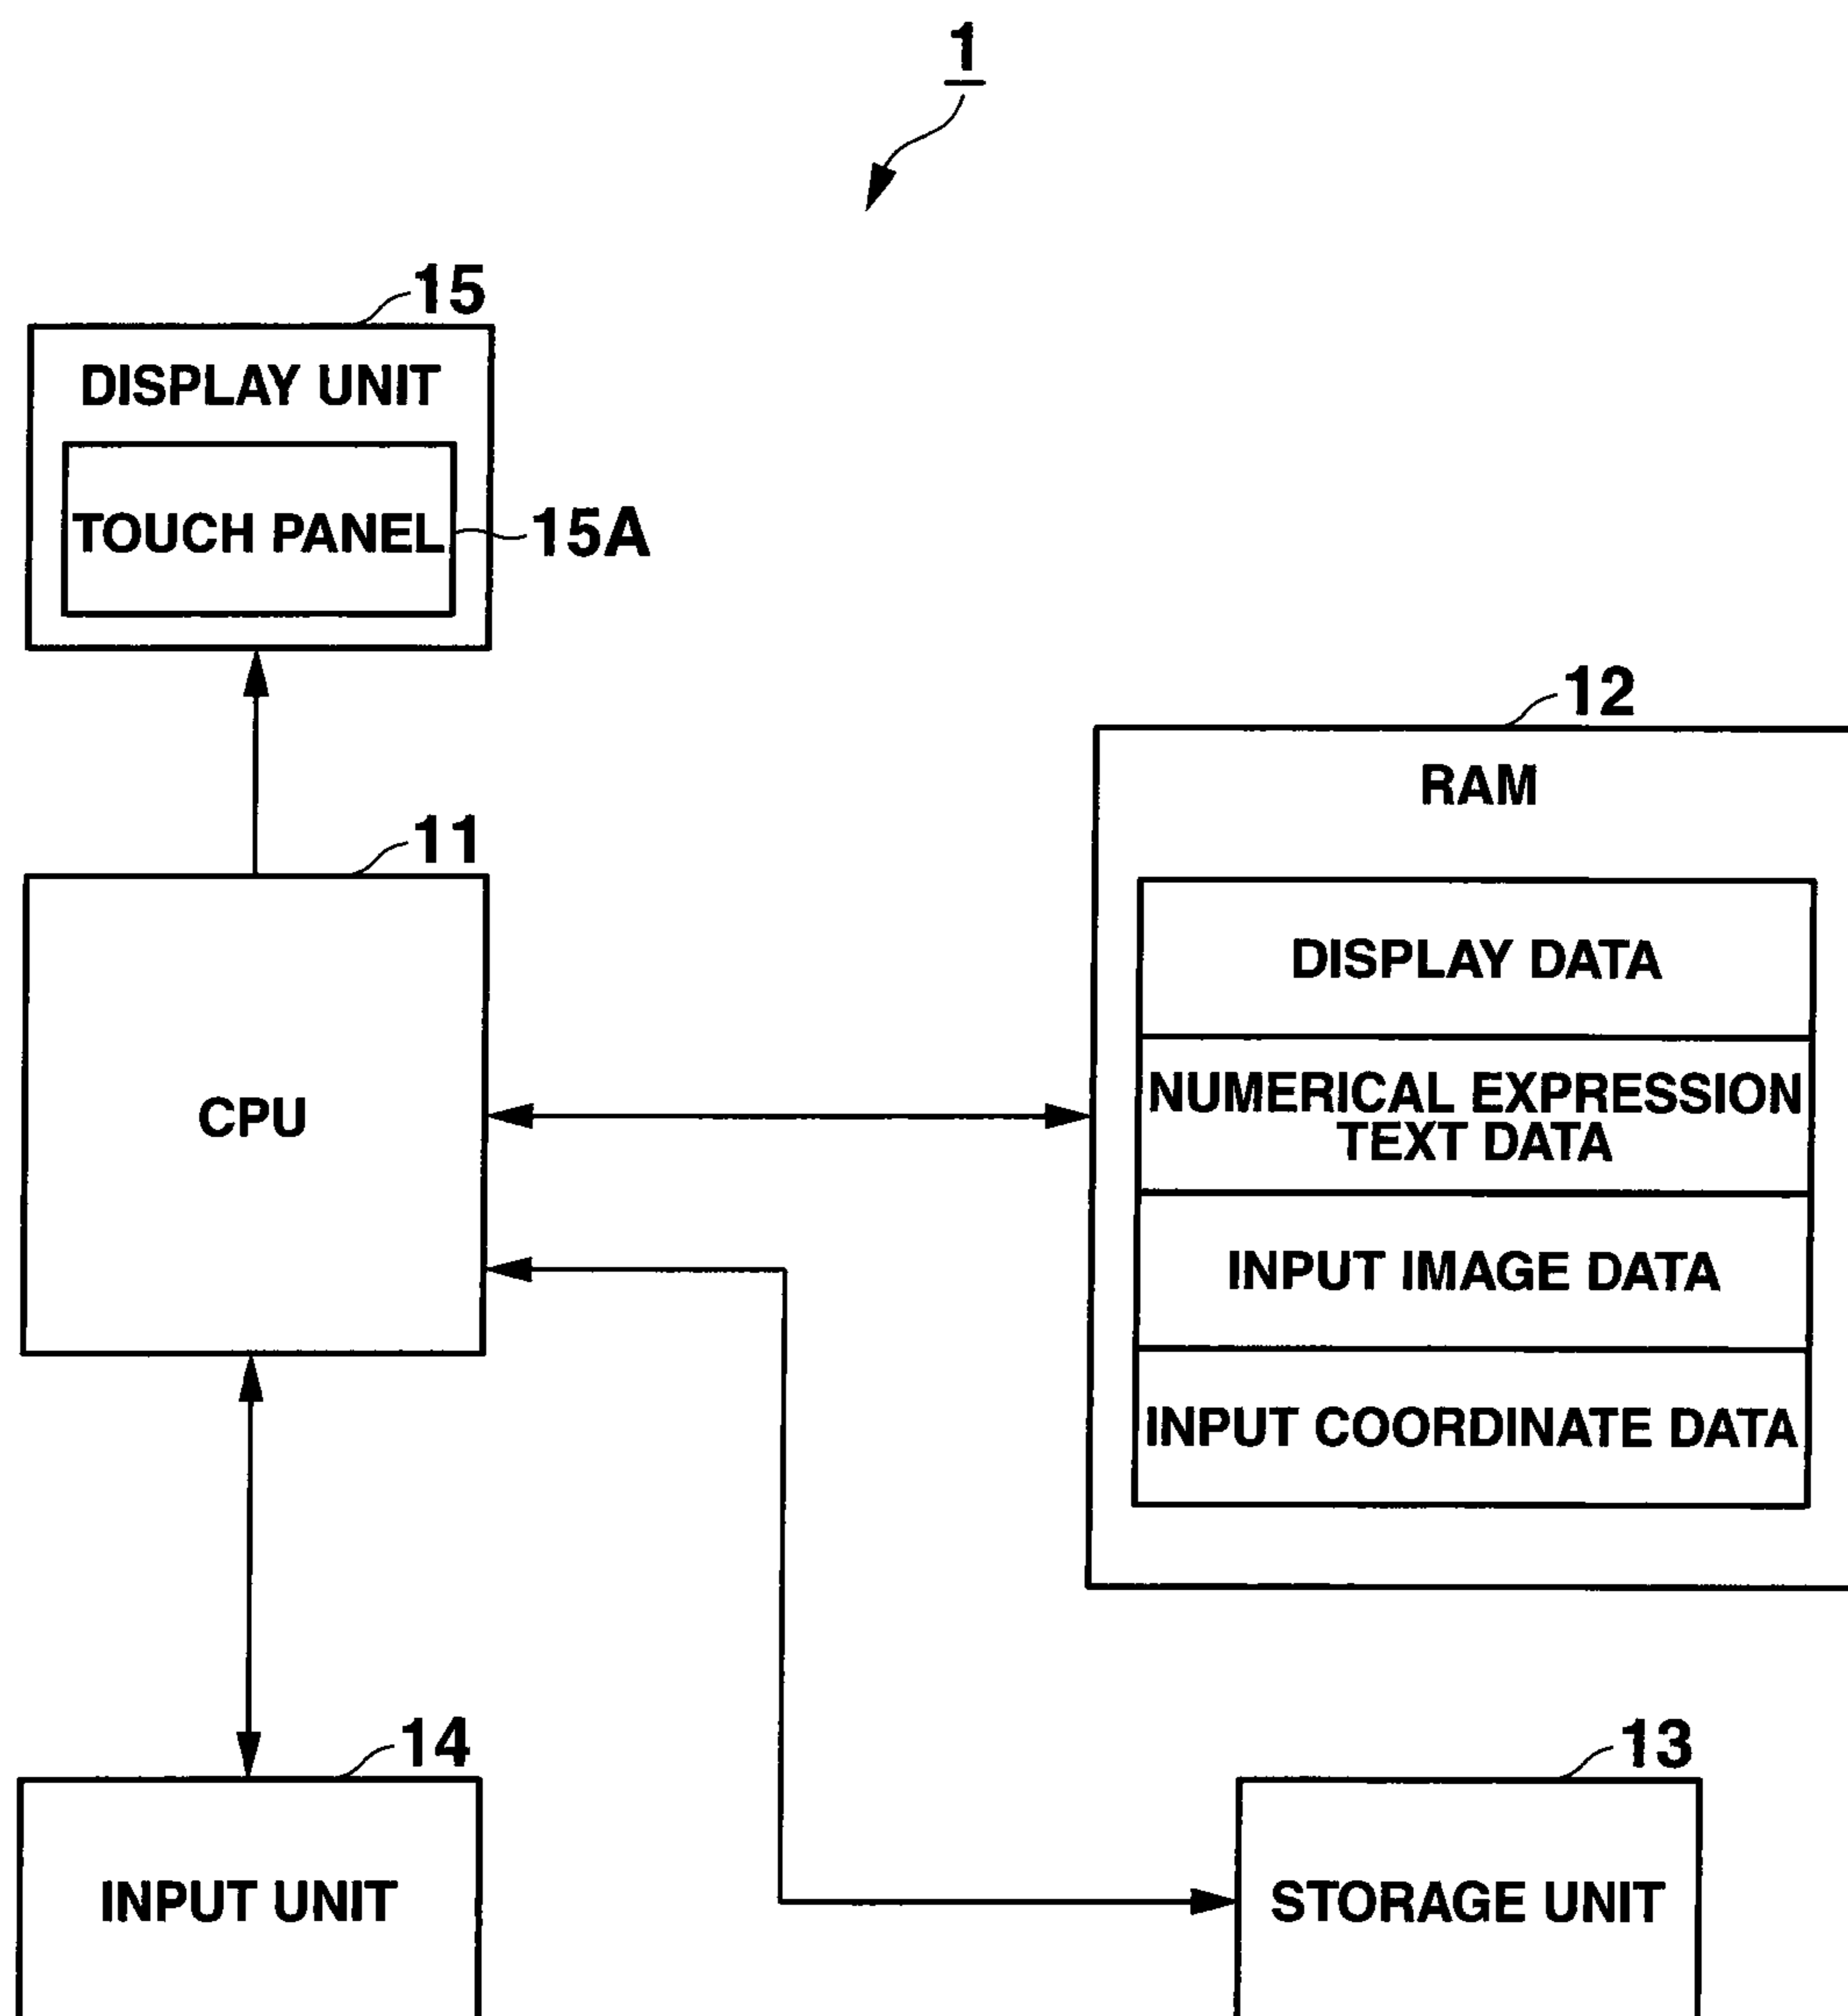 1
15
DISPLAY UNIT
TOUCH PANEL
15A
12
RAM
11
DISPLAY DATA
CPU
NUMERICAL EXPRESSION
TEXT DATA
INPUT IMAGE DATA
INPUT COORDINATE DATA
14
13
INPUT UNIT
STORAGE UNIT